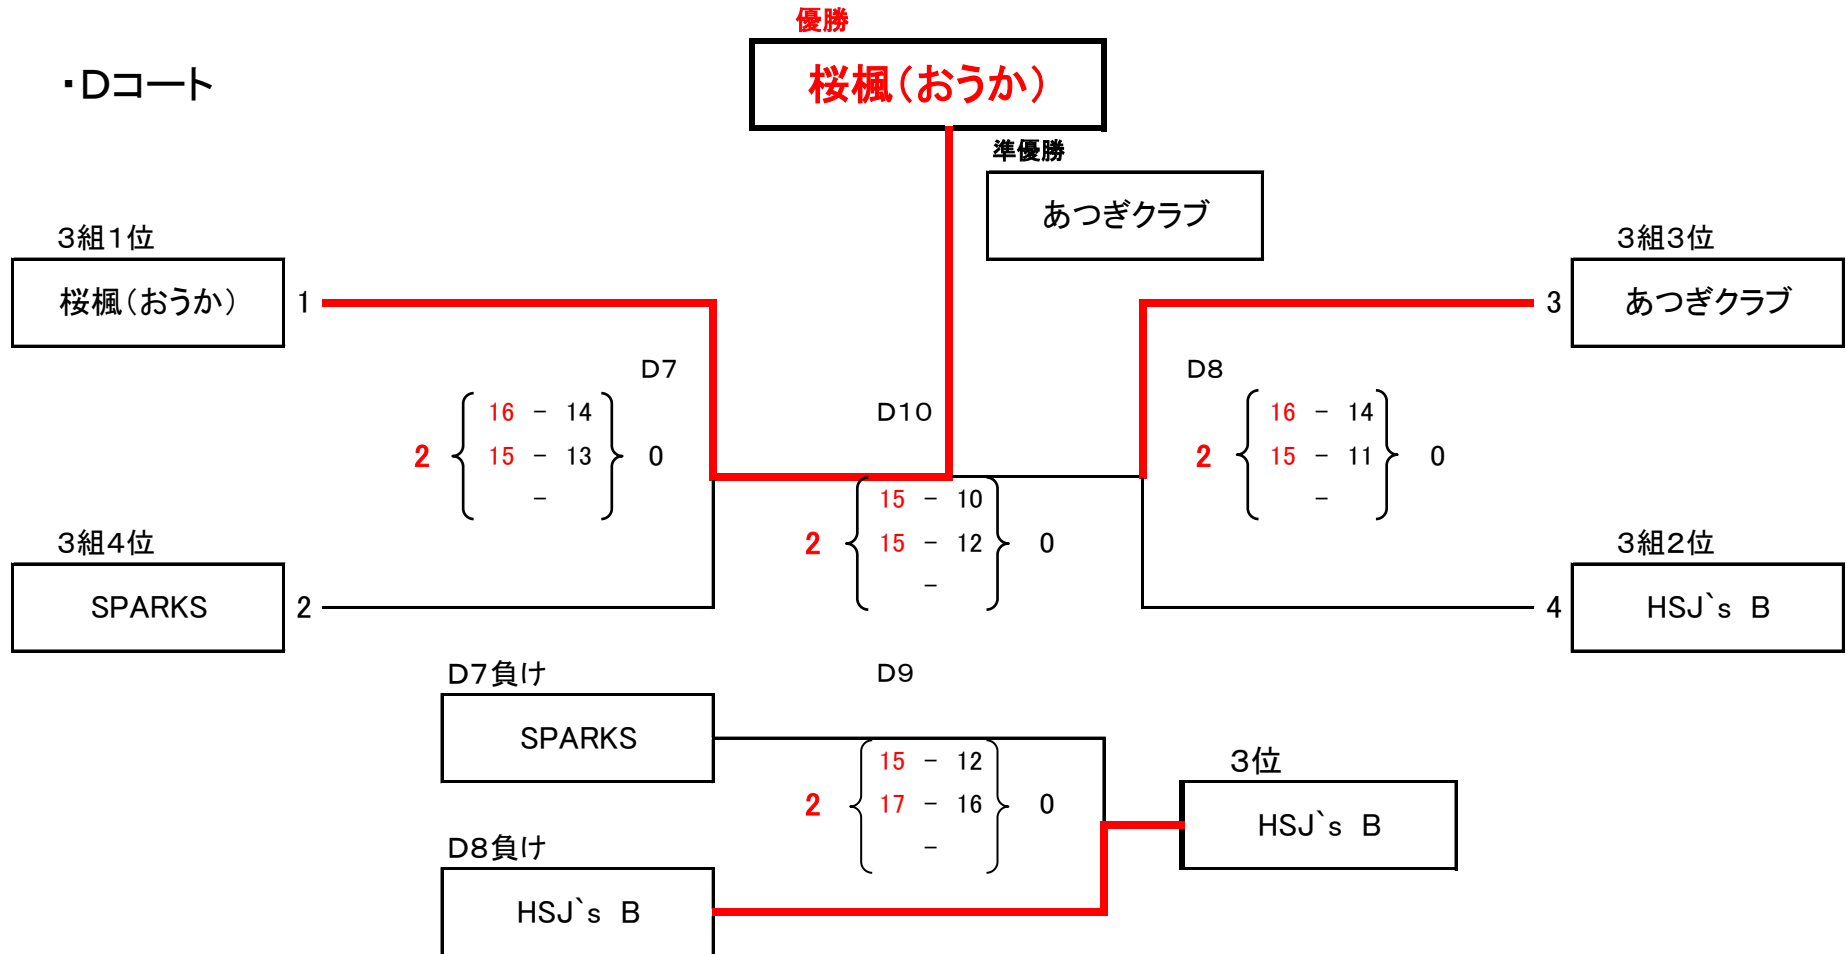 優勝
・Dコート
桜楓(おうか)
準優勝
あつぎクラブ
3組1位
3組3位
桜楓(おうか) 1
3 あつぎクラブ
D7
D8
D10
16 - 14
2 15 - 13 0
-
16 - 14
2 15 - 11 0
-
15 - 10
2 15 - 12 0
-
3組4位
3組2位
SPARKS 2
4 HSJ`s B
D7負け
D9
SPARKS
15 - 12
2 17 - 16 0
-
3位
HSJ`s B
D8負け
HSJ`s B